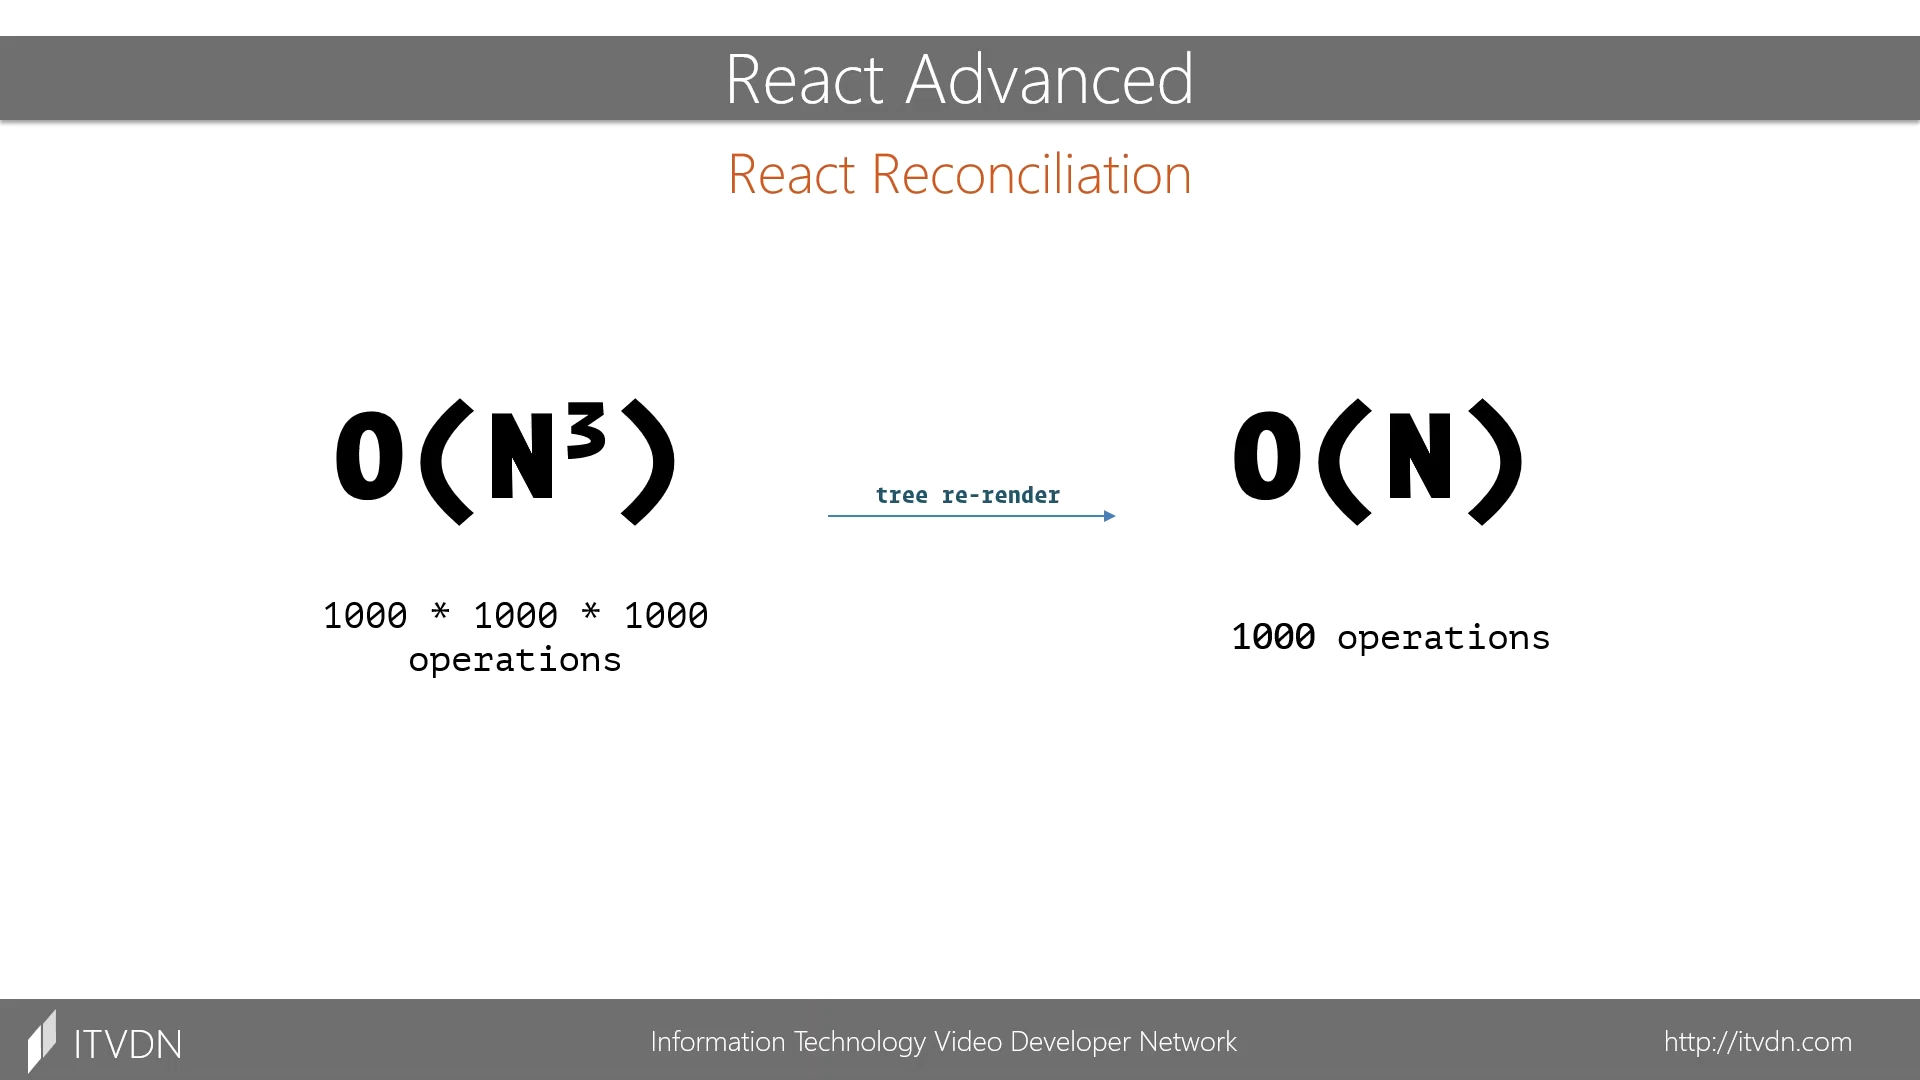 React Advanced
React Reconciliation
O(N³)
tree re-render
O(N)
1000 * 1000 * 1000
operations
1000 operations
ITVDN
Information Technology Video Developer Network
http://itvdn.com